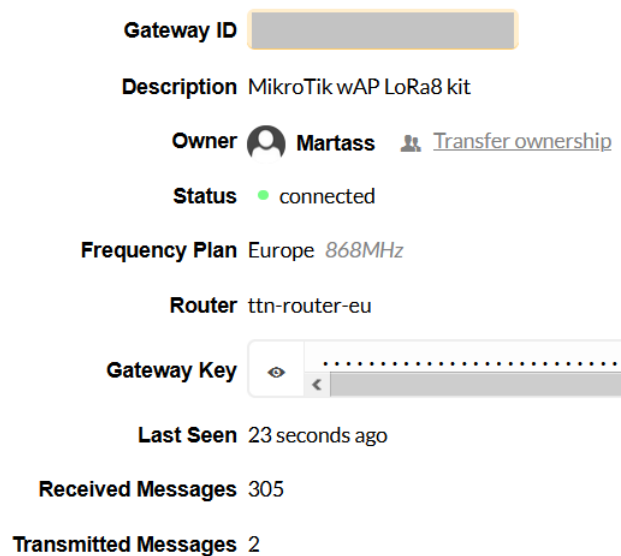 Gateway ID
Description MikroTik wAP LoRa8 kit
Owner Martass Transfer ownership
Status connected
Frequency Plan Europe 868MHz
Router ttn-router-eu
Gateway Key ..........................
Last Seen 23 seconds ago
Received Messages 305
Transmitted Messages 2